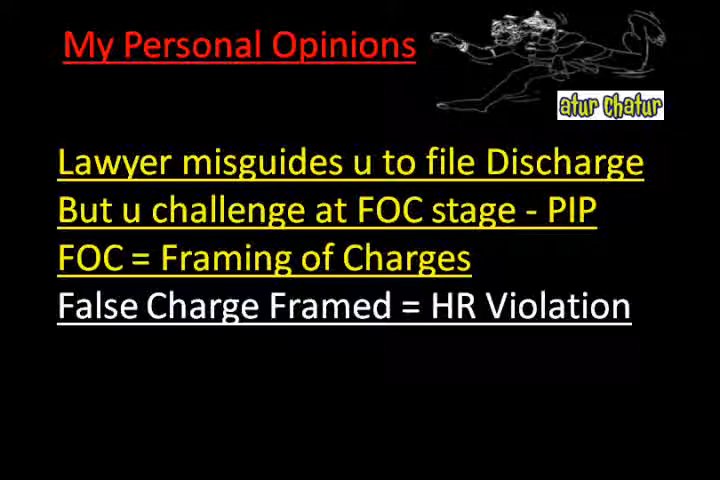 My Personal Opinions
atur chatur
Lawyer misguides u to file Discharge
But u challenge at FOC stage - PIP
FOC = Framing of Charges
False Charge Framed = HR Violation